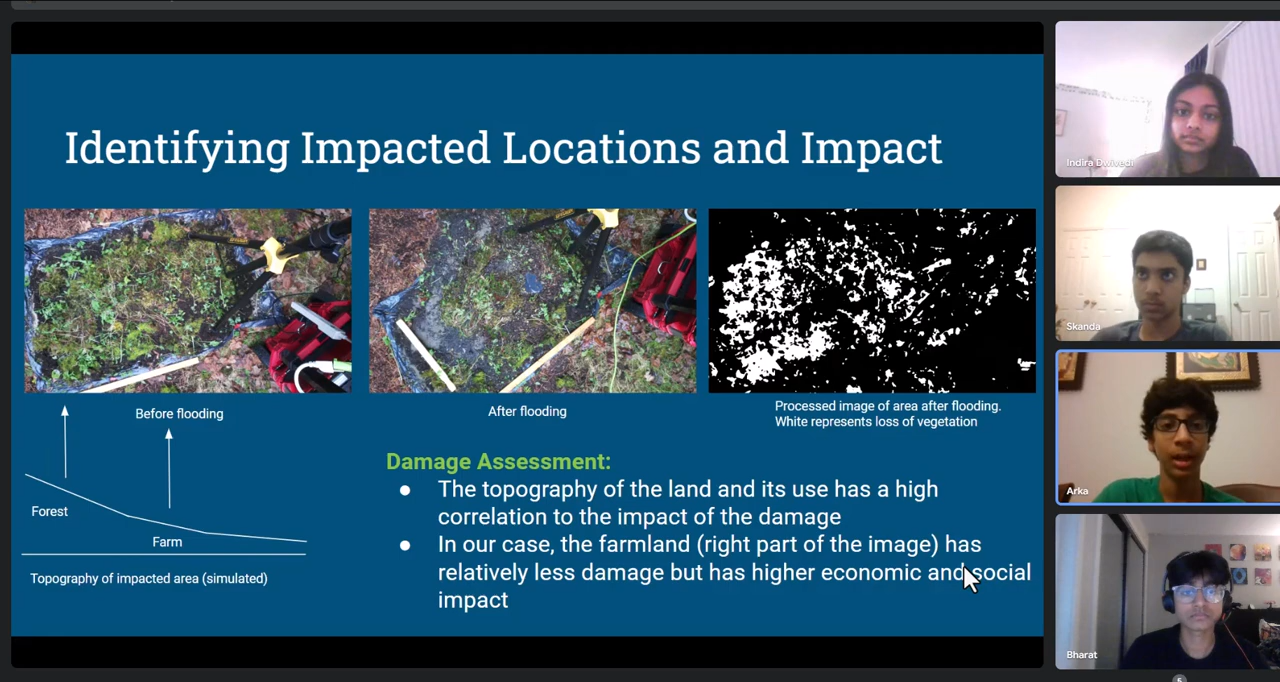 Identifying Impacted Locations and Impact
Before flooding
After flooding
Processed image of area after flooding.
White represents loss of vegetation
Forest
Farm
Topography of impacted area (simulated)
Damage Assessment:
● The topography of the land and its use has a high
correlation to the impact of the damage
● In our case, the farmland (right part of the image) has
relatively less damage but has higher economic and social
impact
Indira Dwivedi
Skanda
Arka
Bharat
5